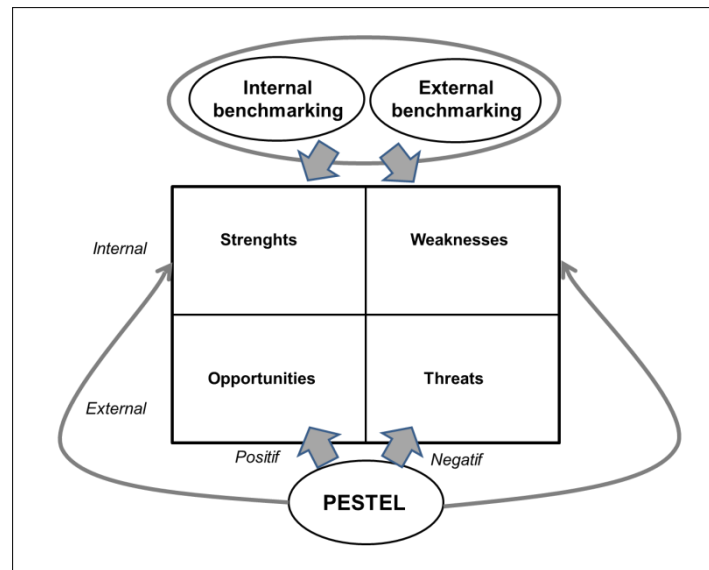 Internal
benchmarking
External
benchmarking
Internal
Strenghts
Weaknesses
Opportunities
Threats
External
Positif
Negatif
PESTEL